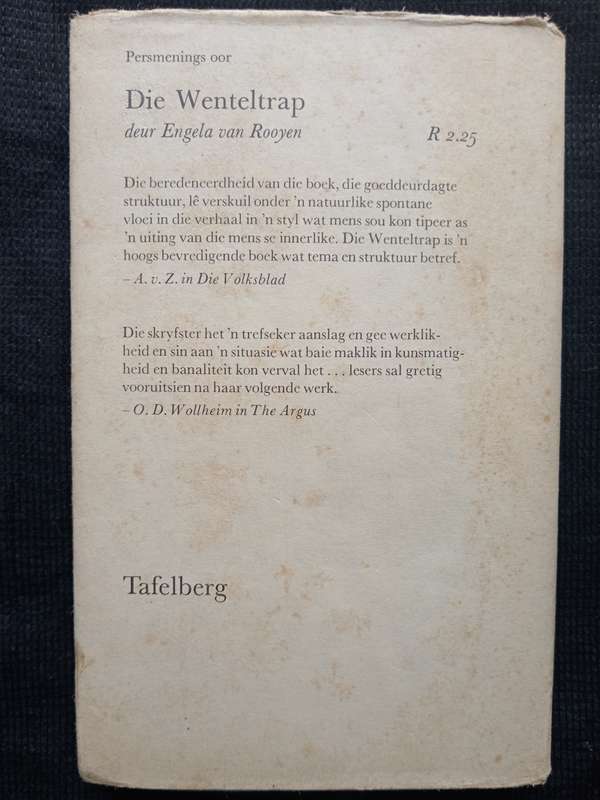 Persmenings oor
Die Wenteltrap
deur Engela van Rooyen R 2.25
Die beredeneerdheid van die boek, die goeddeurdagte
struktuur, lê verskuil onder 'n natuurlike spontane
vloei in die verhaal in 'n styl wat mens sou kon tipeer as
'n uiting van die mens se innerlike. Die Wenteltrap is 'n
hoogs bevredigende boek wat tema en struktuur betref.
– A. v. Z. in Die Volksblad
Die skryfster het 'n trefseker aanslag en gee werklik-
heid en sin aan 'n situasie wat baie maklik in kunsmatig-
heid en banaliteit kon verval het . . . lesers sal gretig
vooruitsien na haar volgende werk.
– O. D. Wollheim in The Argus
Tafelberg